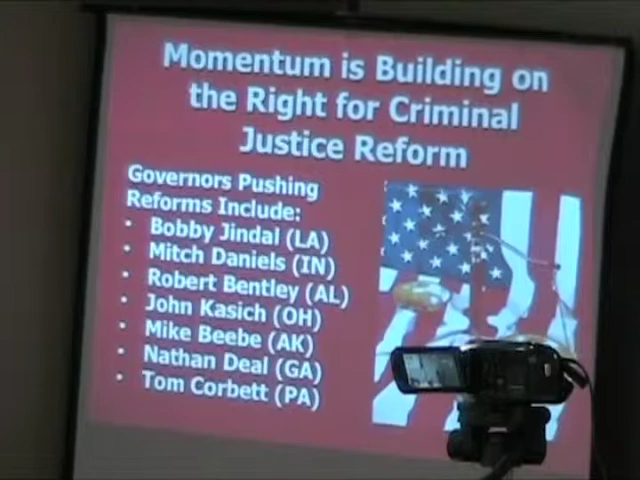 Momentum is Building on
the Right for Criminal
Justice Reform
Governors Pushing
Reforms Include:
• Bobby Jindal (LA)
• Mitch Daniels (IN)
• Robert Bentley (AL)
• John Kasich (OH)
• Mike Beebe (AK)
• Nathan Deal (GA)
• Tom Corbett (PA)